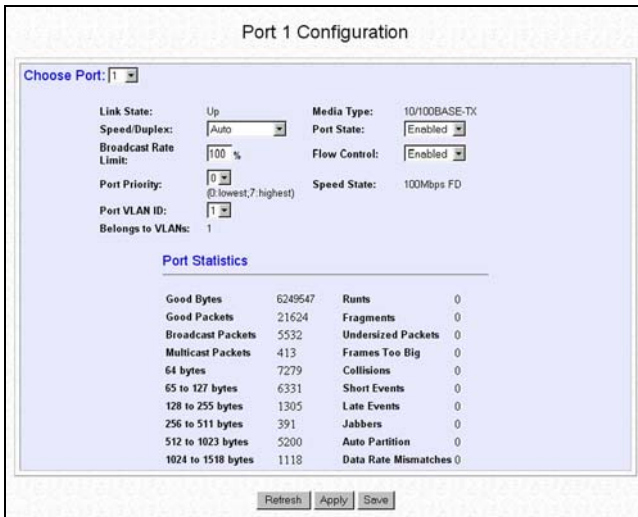 Port 1 Configuration
Choose Port: 1
Link State: Up Media Type: 10/100BASE-TX
Speed/Duplex: Auto Port State: Enabled
Broadcast Rate Limit: 100 % Flow Control: Enabled
Port Priority: 0 (0:lowest;7:highest) Speed State: 100Mbps FD
Port VLAN ID: 1
Belongs to VLANs: 1
Port Statistics
Good Bytes 6249547 Runts 0
Good Packets 21624 Fragments 0
Broadcast Packets 5532 Undersized Packets 0
Multicast Packets 413 Frames Too Big 0
64 bytes 7279 Collisions 0
65 to 127 bytes 6331 Short Events 0
128 to 255 bytes 1305 Late Events 0
256 to 511 bytes 391 Jabbers 0
512 to 1023 bytes 5200 Auto Partition 0
1024 to 1518 bytes 1118 Data Rate Mismatches 0
Refresh Apply Save